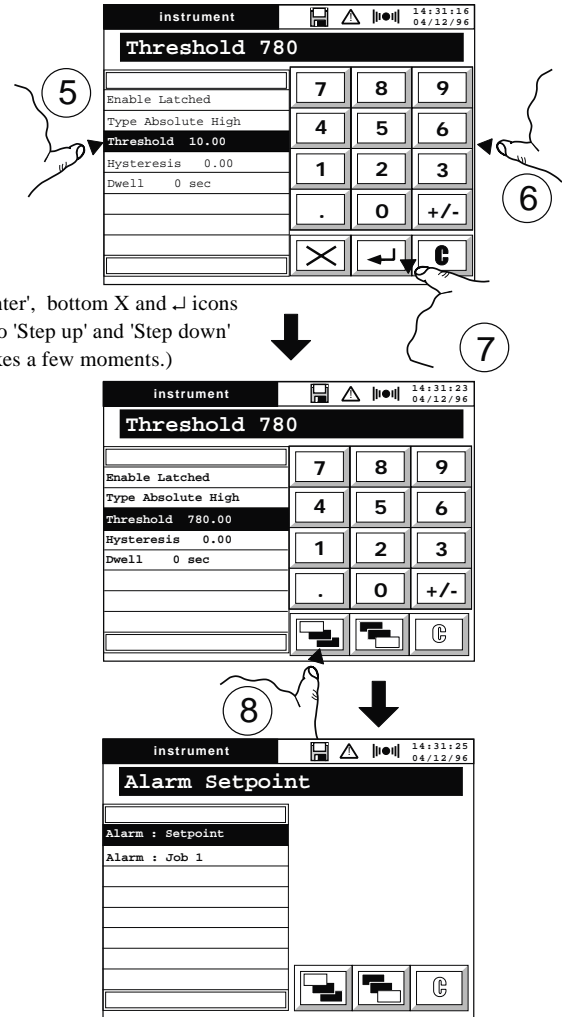 instrument 14:31:16
04/12/96
Threshold 780
5
Enable Latched
Type Absolute High
Threshold 10.00
Hysteresis 0.00
Dwell 0 sec
7 8 9
4 5 6
1 2 3
. 0 +/-
C
6
7
nter', bottom X and ↵ icons
o 'Step up' and 'Step down'
kes a few moments.)
instrument 14:31:23
04/12/96
Threshold 780
Enable Latched
Type Absolute High
Threshold 780.00
Hysteresis 0.00
Dwell 0 sec
7 8 9
4 5 6
1 2 3
. 0 +/-
C
8
instrument 14:31:25
04/12/96
Alarm Setpoint
Alarm : Setpoint
Alarm : Job 1
C